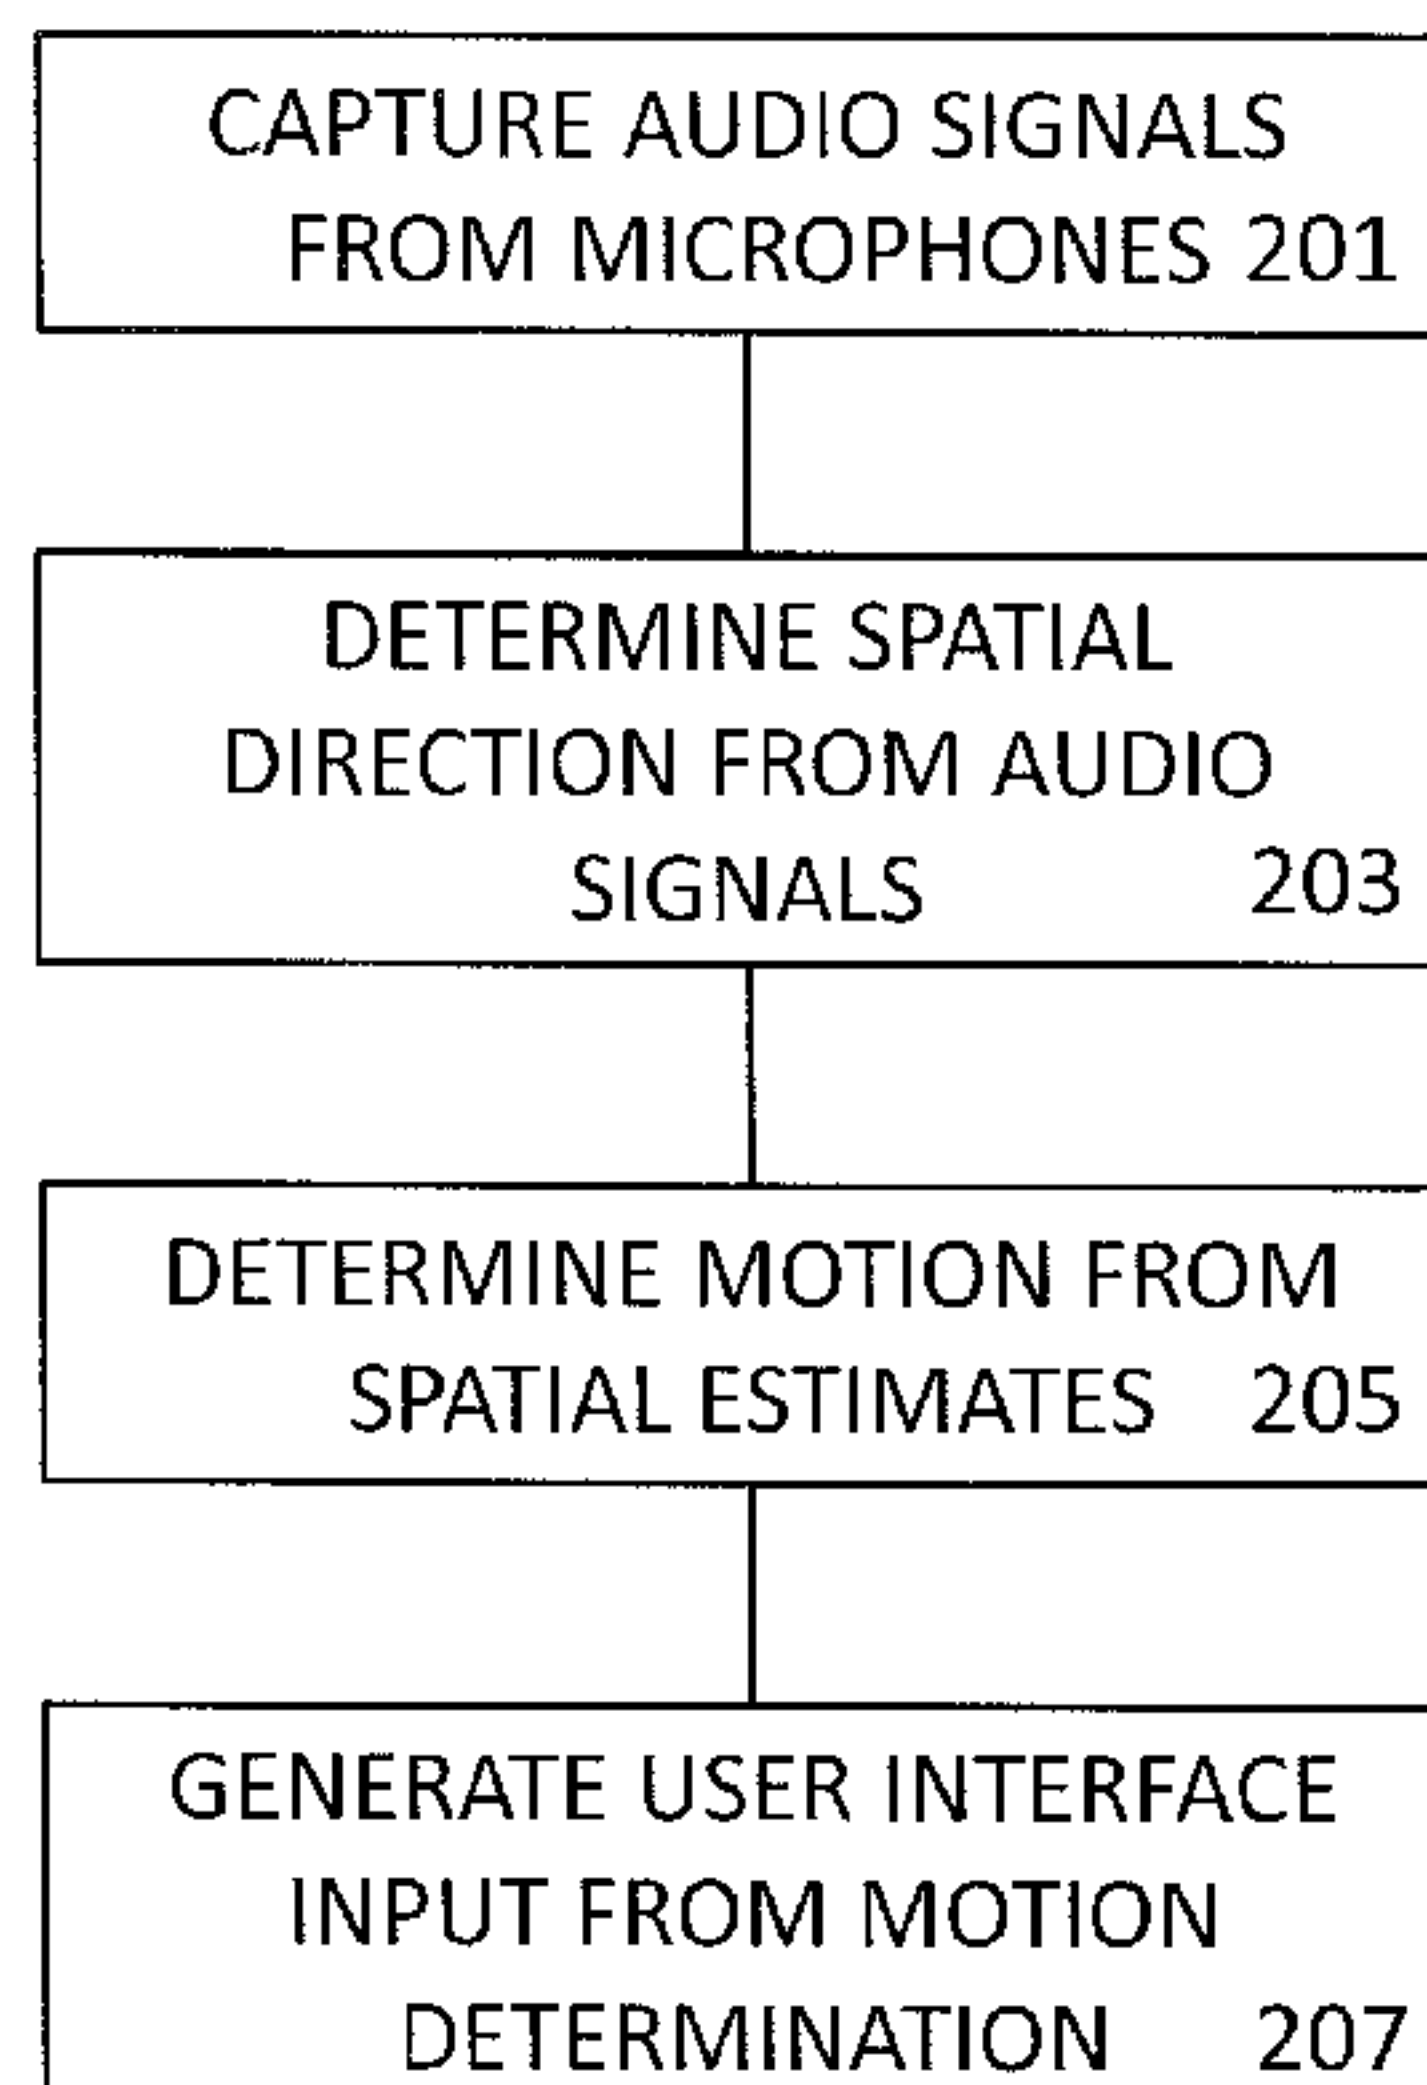 CAPTURE AUDIO SIGNALS
FROM MICROPHONES 201
DETERMINE SPATIAL
DIRECTION FROM AUDIO
SIGNALS 203
DETERMINE MOTION FROM
SPATIAL ESTIMATES 205
GENERATE USER INTERFACE
INPUT FROM MOTION
DETERMINATION 207